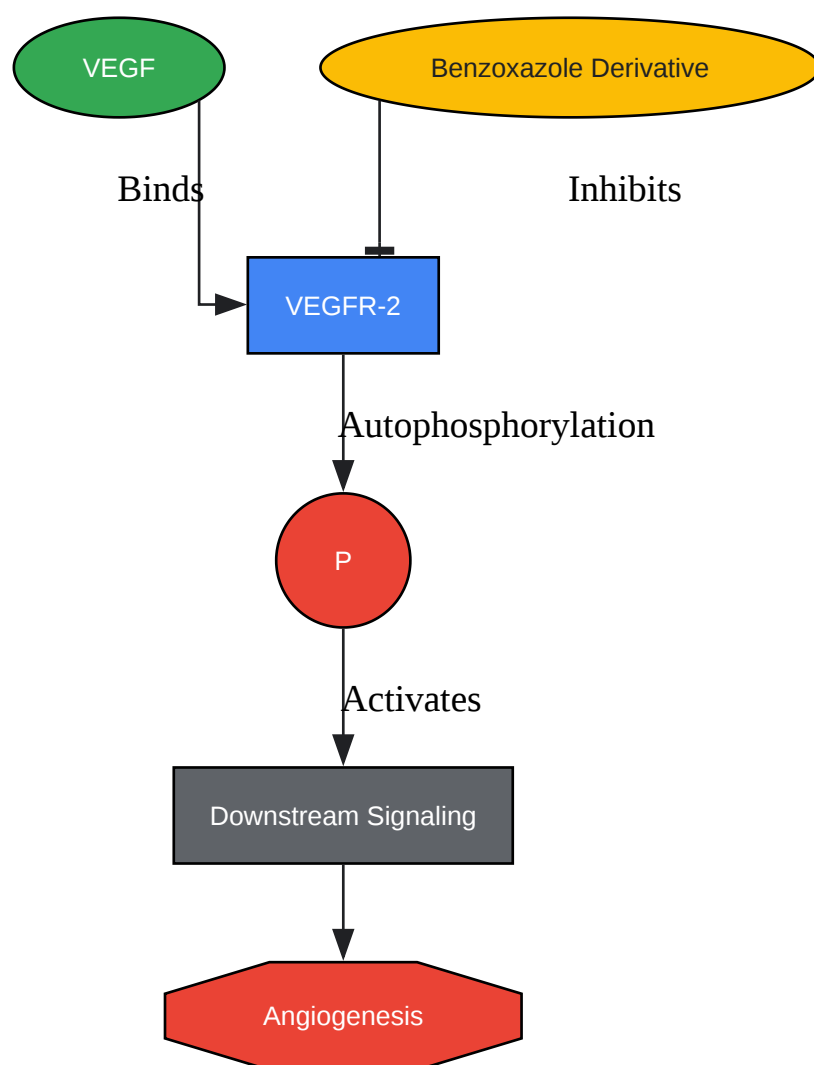 VEGF
Benzoxazole Derivative
Binds
Inhibits
VEGFR-2
Autophosphorylation
P
Activates
Downstream Signaling
Angiogenesis